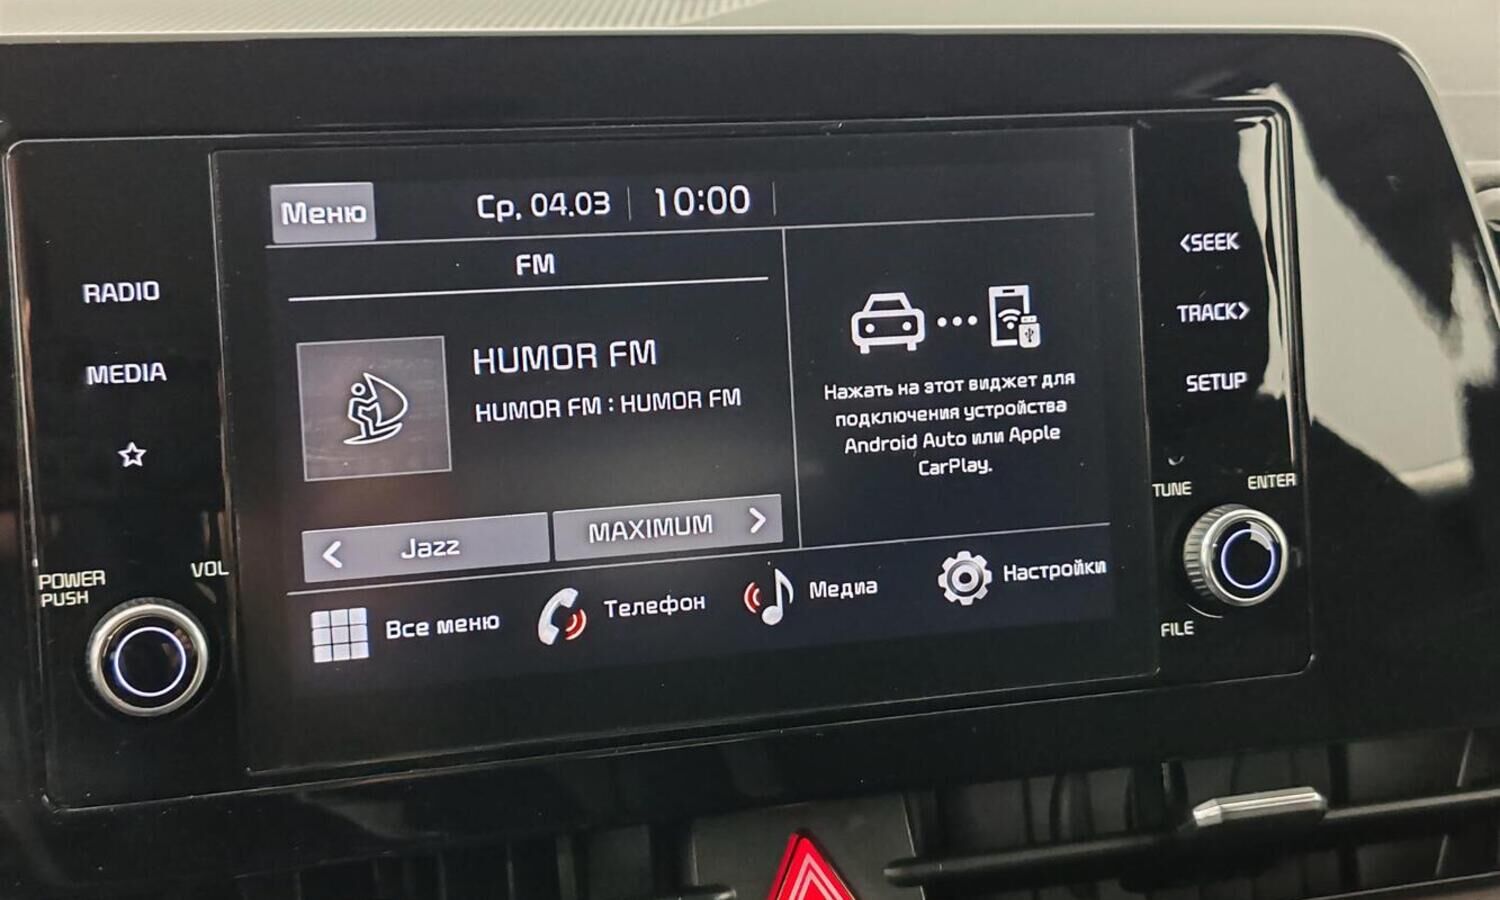 Меню
Ср. 04.03
10:00
FM
HUMOR FM
HUMOR FM : HUMOR FM
Jazz
MAXIMUM
Нажать на этот виджет для
подключения устройства
Android Auto или Apple
CarPlay.
Все меню
Телефон
Медиа
Настройки
RADIO
MEDIA
POWER
PUSH
VOL
<SEEK
TRACK>
SETUP
TUNE
ENTER
FILE